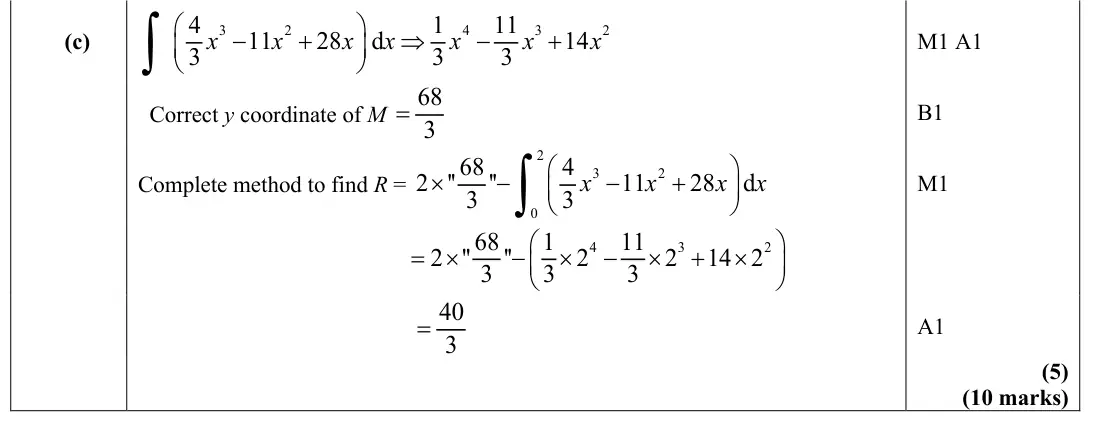 (c) ∫ (4/3 x³ − 11x² + 28x) dx ⇒ 1/3 x⁴ − 11/3 x³ + 14x² M1 A1
Correct y coordinate of M = 68/3 B1
Complete method to find R = 2 × "68/3" − ∫₀² (4/3 x³ − 11x² + 28x) dx M1
= 2 × "68/3" − (1/3 × 2⁴ − 11/3 × 2³ + 14 × 2²)
= 40/3 A1
(5)
(10 marks)